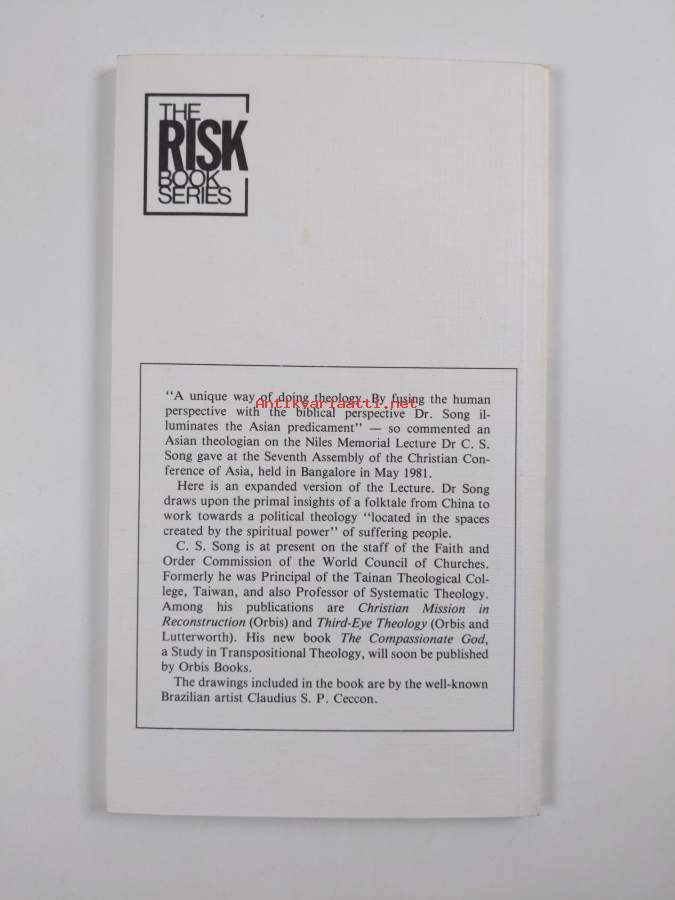 THE
RISK
BOOK
SERIES
“A unique way of doing theology. By fusing the human
Antikvariaatti.net
perspective with the biblical perspective Dr. Song il-
luminates the Asian predicament” — so commented an
Asian theologian on the Niles Memorial Lecture Dr C. S.
Song gave at the Seventh Assembly of the Christian Con-
ference of Asia, held in Bangalore in May 1981.
Here is an expanded version of the Lecture. Dr Song
draws upon the primal insights of a folktale from China to
work towards a political theology “located in the spaces
created by the spiritual power” of suffering people.
C. S. Song is at present on the staff of the Faith and
Order Commission of the World Council of Churches.
Formerly he was Principal of the Tainan Theological Col-
lege, Taiwan, and also Professor of Systematic Theology.
Among his publications are Christian Mission in
Reconstruction (Orbis) and Third-Eye Theology (Orbis and
Lutterworth). His new book The Compassionate God,
a Study in Transpositional Theology, will soon be published
by Orbis Books.
The drawings included in the book are by the well-known
Brazilian artist Claudius S. P. Ceccon.